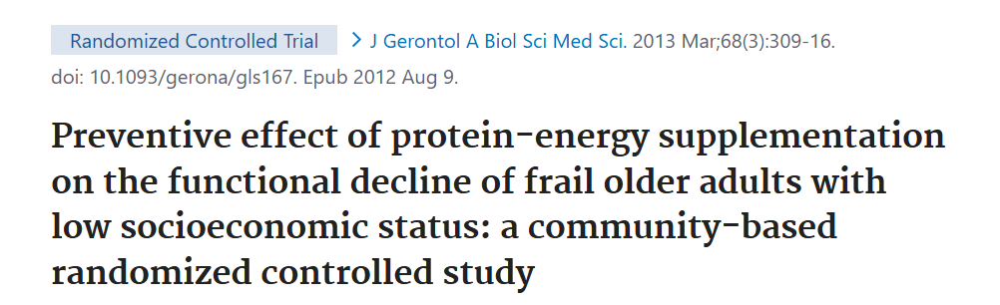 Randomized Controlled Trial > J Gerontol A Biol Sci Med Sci. 2013 Mar;68(3):309-16.
doi: 10.1093/gerona/gls167. Epub 2012 Aug 9.
Preventive effect of protein-energy supplementation
on the functional decline of frail older adults with
low socioeconomic status: a community-based
randomized controlled study